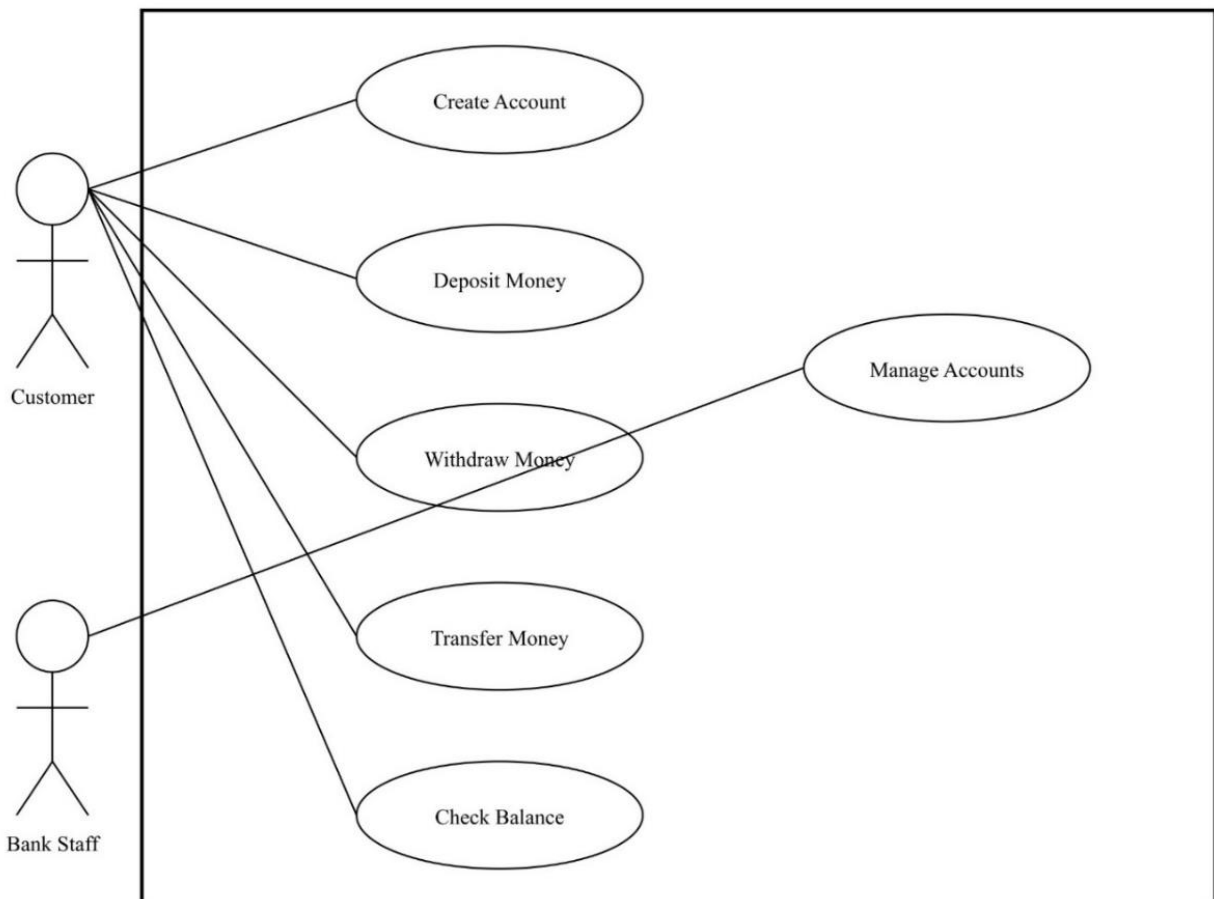 Create Account
Deposit Money
Manage Accounts
Customer
Withdraw Money
Transfer Money
Check Balance
Bank Staff